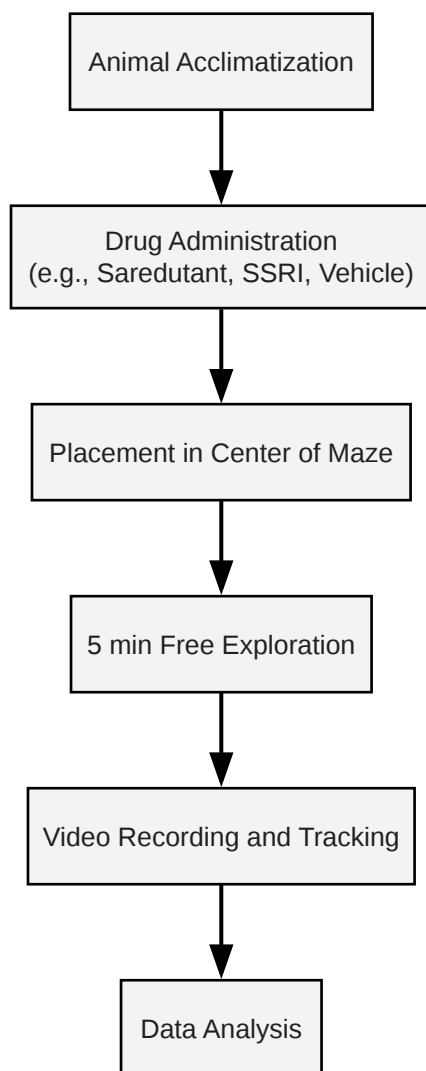 Animal Acclimatization
Drug Administration
(e.g., Saredutant, SSRI, Vehicle)
Placement in Center of Maze
5 min Free Exploration
Video Recording and Tracking
Data Analysis